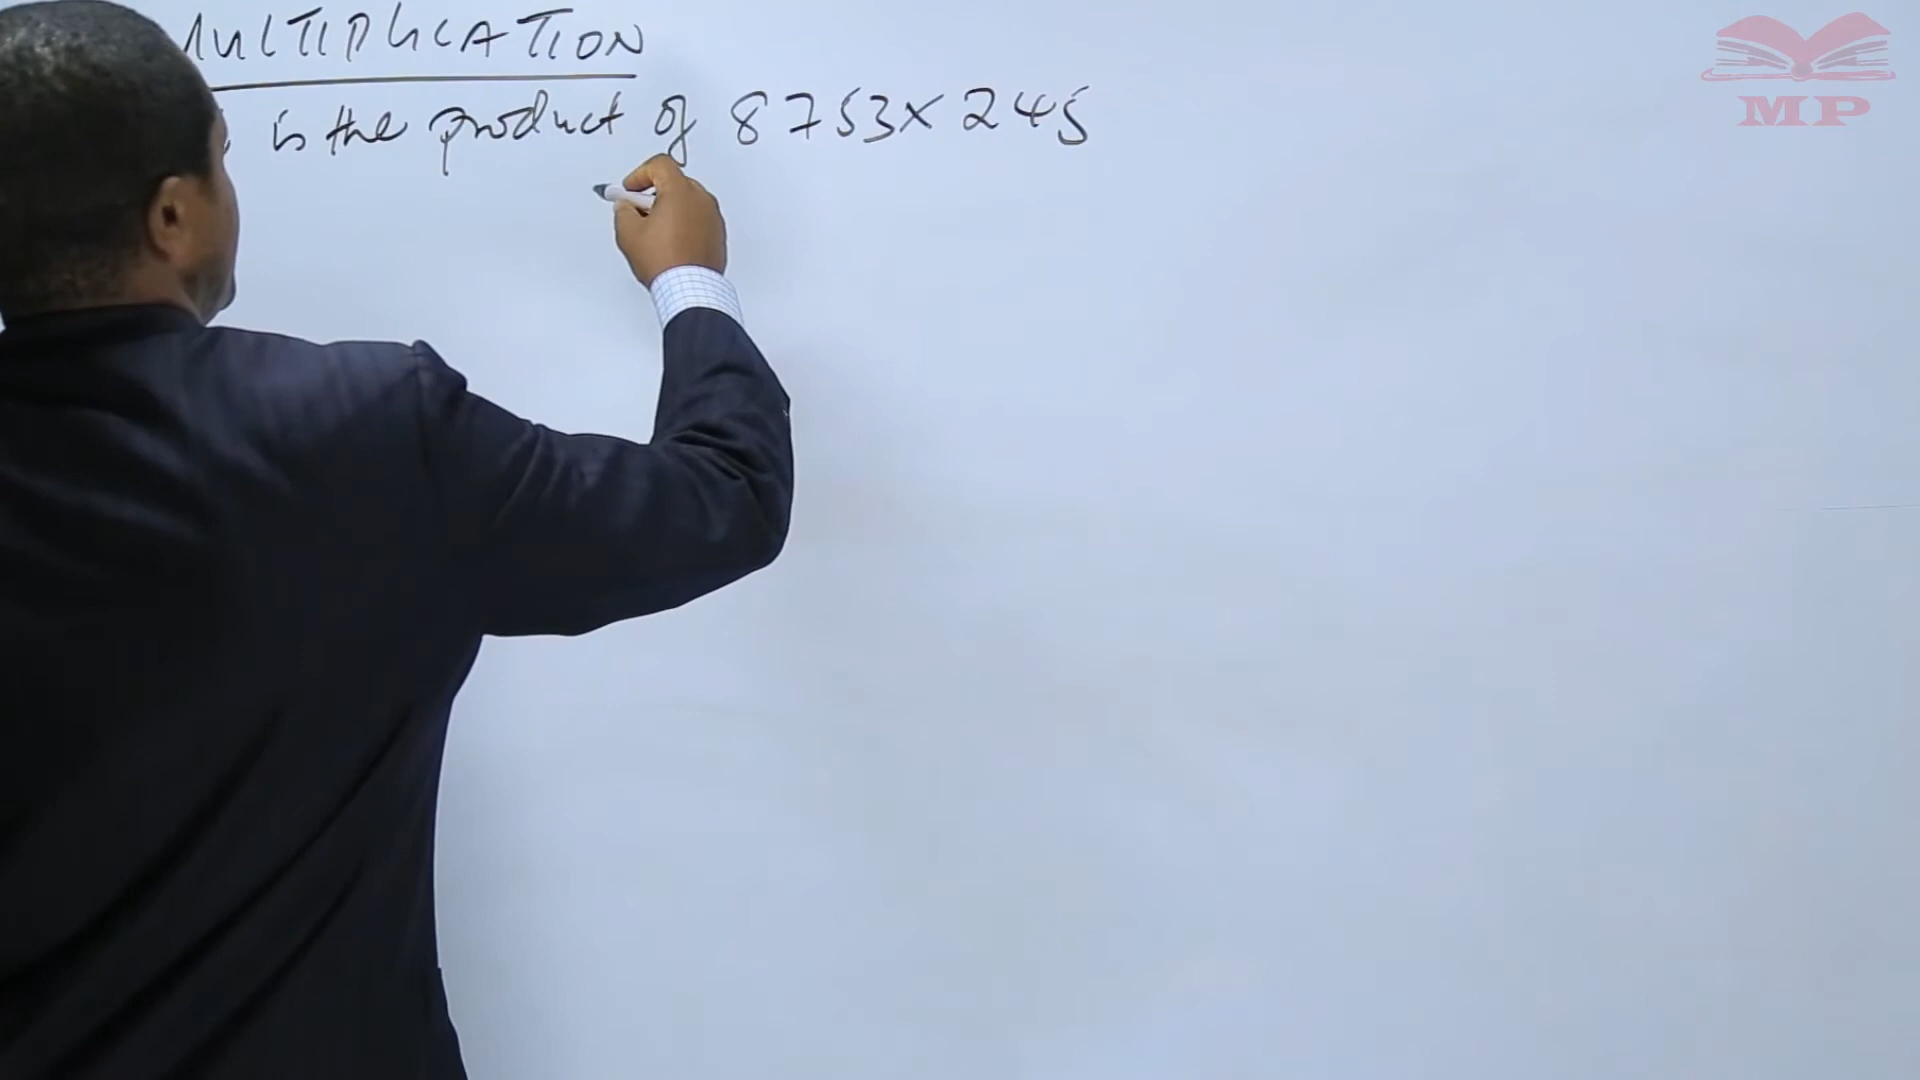 MULTIPLICATION
is the product of 8753 × 245
MP